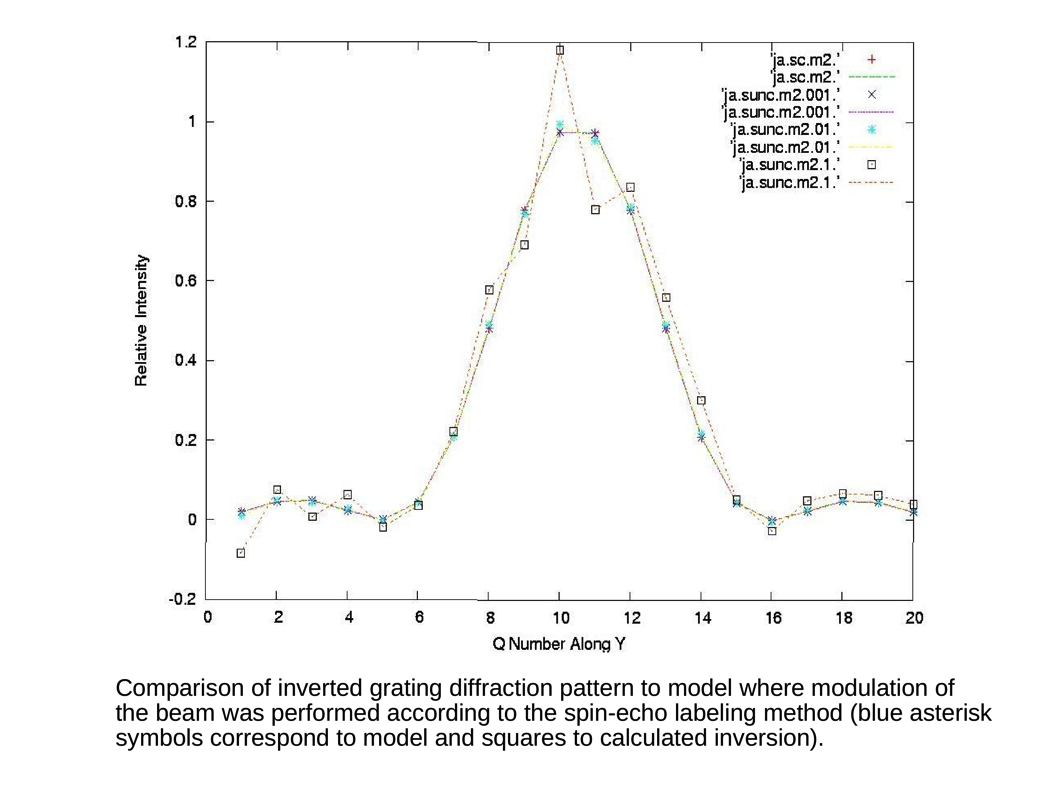 1.2
1
0.8
0.6
0.4
0.2
0
-0.2
Relative Intensity
'ja.sc.m2.'
'ja.sc.m2.'
'ja.sunc.m2.001.'
'ja.sunc.m2.001.'
'ja.sunc.m2.01.'
'ja.sunc.m2.01.'
'ja.sunc.m2.1.'
'ja.sunc.m2.1.'
0 2 4 6 8 10 12 14 16 18 20
Q Number Along Y
Comparison of inverted grating diffraction pattern to model where modulation of
the beam was performed according to the spin-echo labeling method (blue asterisk
symbols correspond to model and squares to calculated inversion).